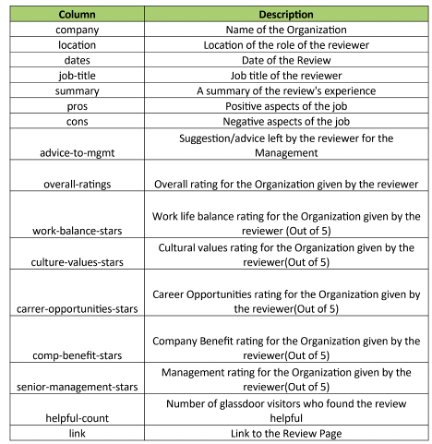 Column Description
company Name of the Organization
location Location of the role of the reviewer
dates Date of the Review
job-title Job title of the reviewer
summary A summary of the review's experience
pros Positive aspects of the job
cons Negative aspects of the job
Suggestion/advice left by the reviewer for the
advice-to-mgmt Management
overall-ratings Overall rating for the Organization given by the reviewer
Work life balance rating for the Organization given by the
work-balance-stars reviewer (Out of 5)
Cultural values rating for the Organization given by the
culture-values-stars reviewer(Out of 5)
Career Opportunities rating for the Organization given by
carrer-opportunities-stars the reviewer(Out of 5)
Company Benefit rating for the Organization given by the
comp-benefit-stars reviewer(Out of 5)
Management rating for the Organization given by the
senior-management-stars reviewer(Out of 5)
Number of glassdoor visitors who found the review
helpful-count helpful
link Link to the Review Page